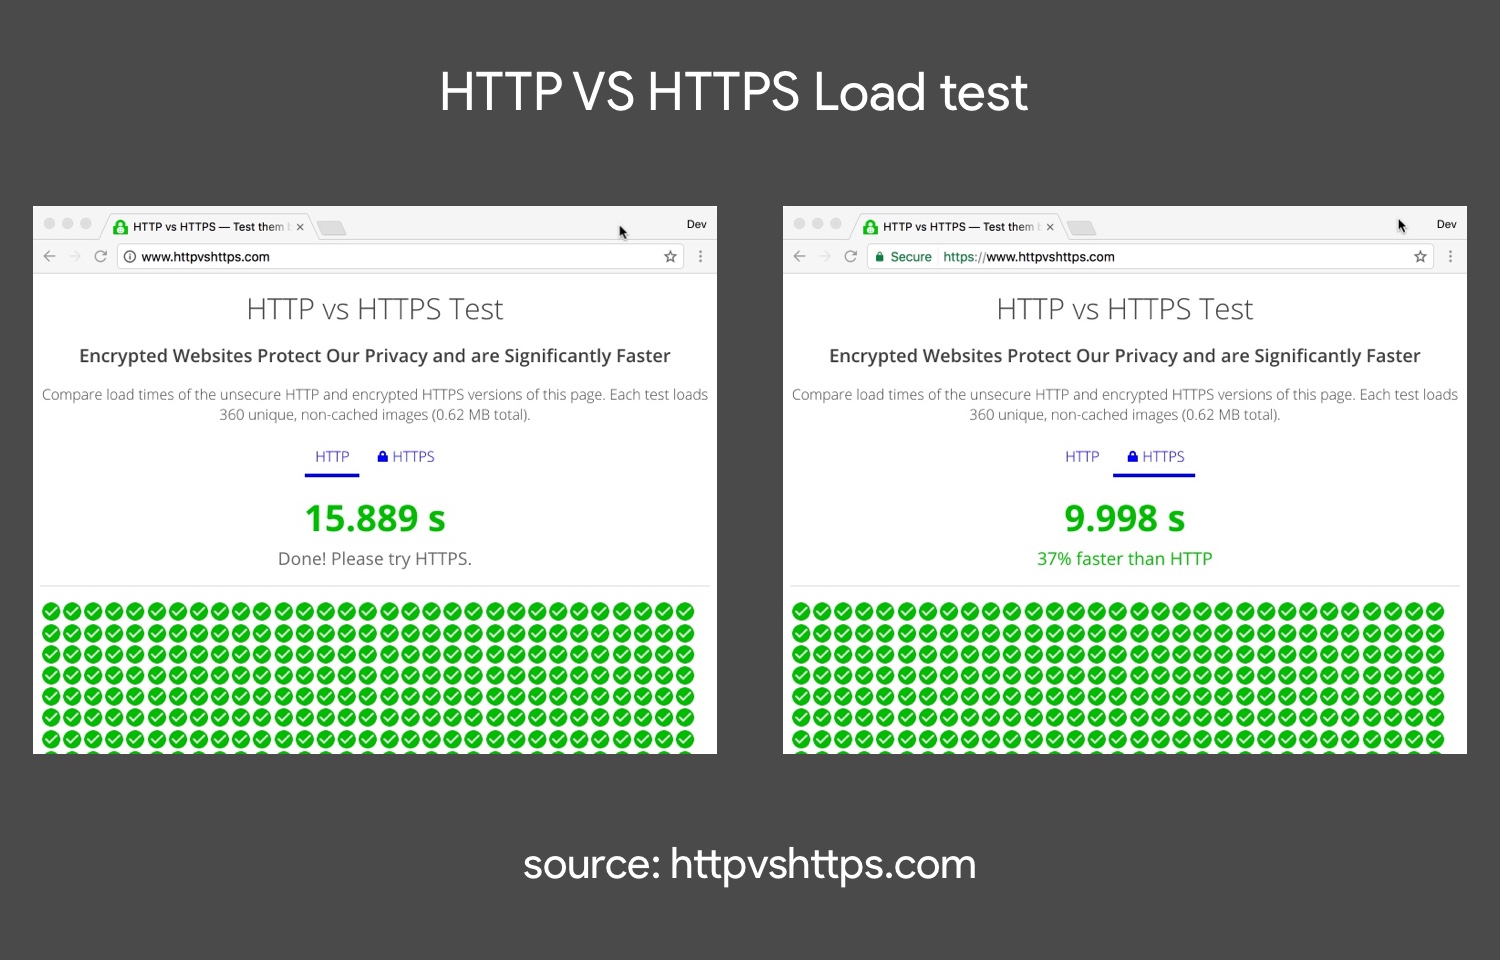 HTTP VS HTTPS Load test
HTTP vs HTTPS — Test them
Dev
www.httpvshttps.com
HTTP vs HTTPS Test
Encrypted Websites Protect Our Privacy and are Significantly Faster
Compare load times of the unsecure HTTP and encrypted HTTPS versions of this page. Each test loads
360 unique, non-cached images (0.62 MB total).
HTTP HTTPS
15.889 s
Done! Please try HTTPS.
HTTP vs HTTPS — Test them
Dev
Secure https://www.httpvshttps.com
HTTP vs HTTPS Test
Encrypted Websites Protect Our Privacy and are Significantly Faster
Compare load times of the unsecure HTTP and encrypted HTTPS versions of this page. Each test loads
360 unique, non-cached images (0.62 MB total).
HTTP HTTPS
9.998 s
37% faster than HTTP
source: httpvshttps.com